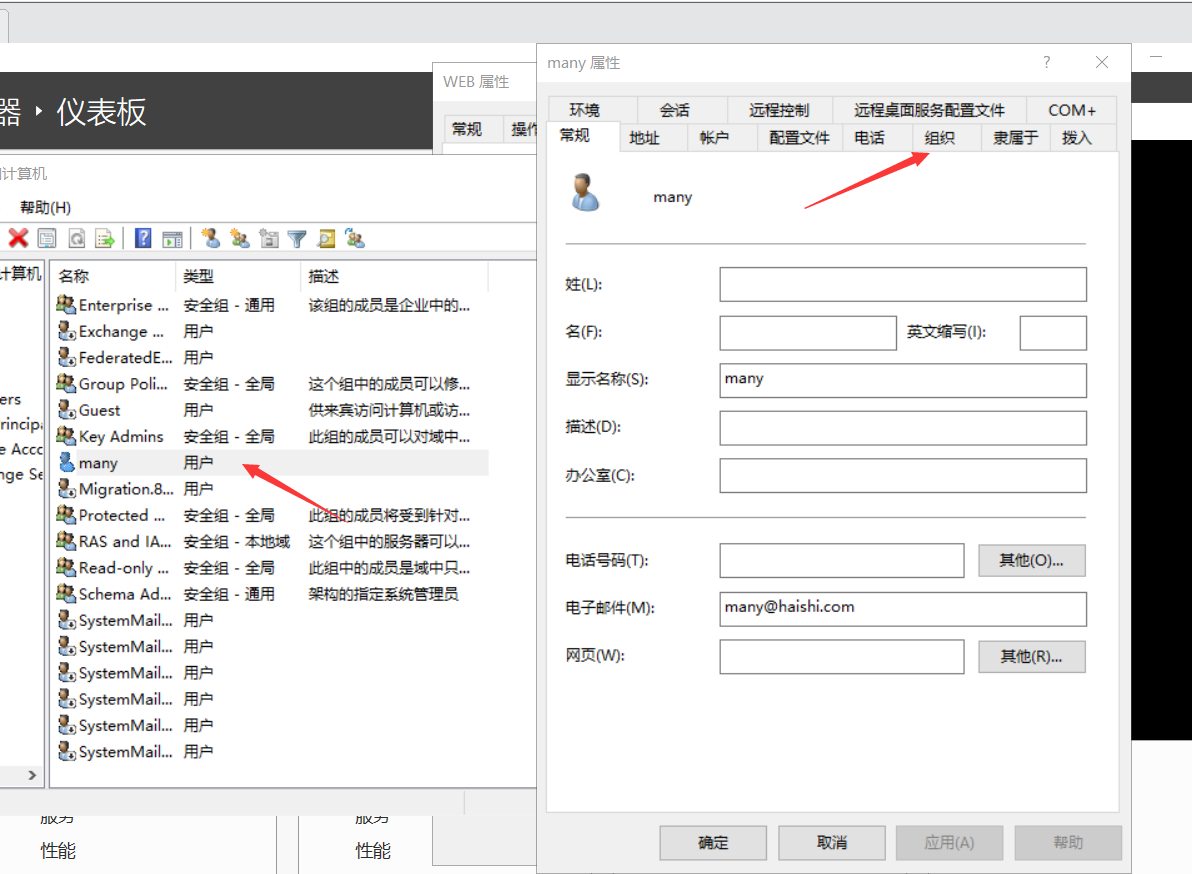 器 ▸ 仪表板
计算机
帮助(H)
计算机
ers
rincipa
e Acco
nge Se
名称 类型 描述
Enterprise ... 安全组 - 通用 该组的成员是企业中的...
Exchange ... 用户
FederatedE... 用户
Group Poli... 安全组 - 全局 这个组中的成员可以修...
Guest 用户 供来宾访问计算机或访...
Key Admins 安全组 - 全局 此组的成员可以对域中...
many 用户
Migration.8... 用户
Protected ... 安全组 - 全局 此组的成员将受到针对...
RAS and IA... 安全组 - 本地域 这个组中的服务器可以...
Read-only ... 安全组 - 全局 此组中的成员是域中只...
Schema Ad... 安全组 - 通用 架构的指定系统管理员
SystemMail... 用户
SystemMail... 用户
SystemMail... 用户
SystemMail... 用户
SystemMail... 用户
SystemMail... 用户
服务 服务
性能 性能
WEB 属性
常规 操作
many 属性 ?
环境 会话 远程控制 远程桌面服务配置文件 COM+
常规 地址 帐户 配置文件 电话 组织 隶属于 拨入
many
姓(L):
名(F): 英文缩写(I):
显示名称(S): many
描述(D):
办公室(C):
电话号码(T): 其他(O)...
电子邮件(M): many@haishi.com
网页(W): 其他(R)...
确定 取消 应用(A) 帮助